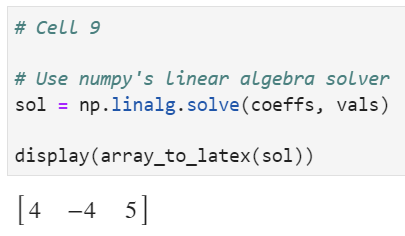 # Cell 9
# Use numpy's linear algebra solver
sol = np.linalg.solve(coeffs, vals)
display(array_to_latex(sol))
[4 −4 5]